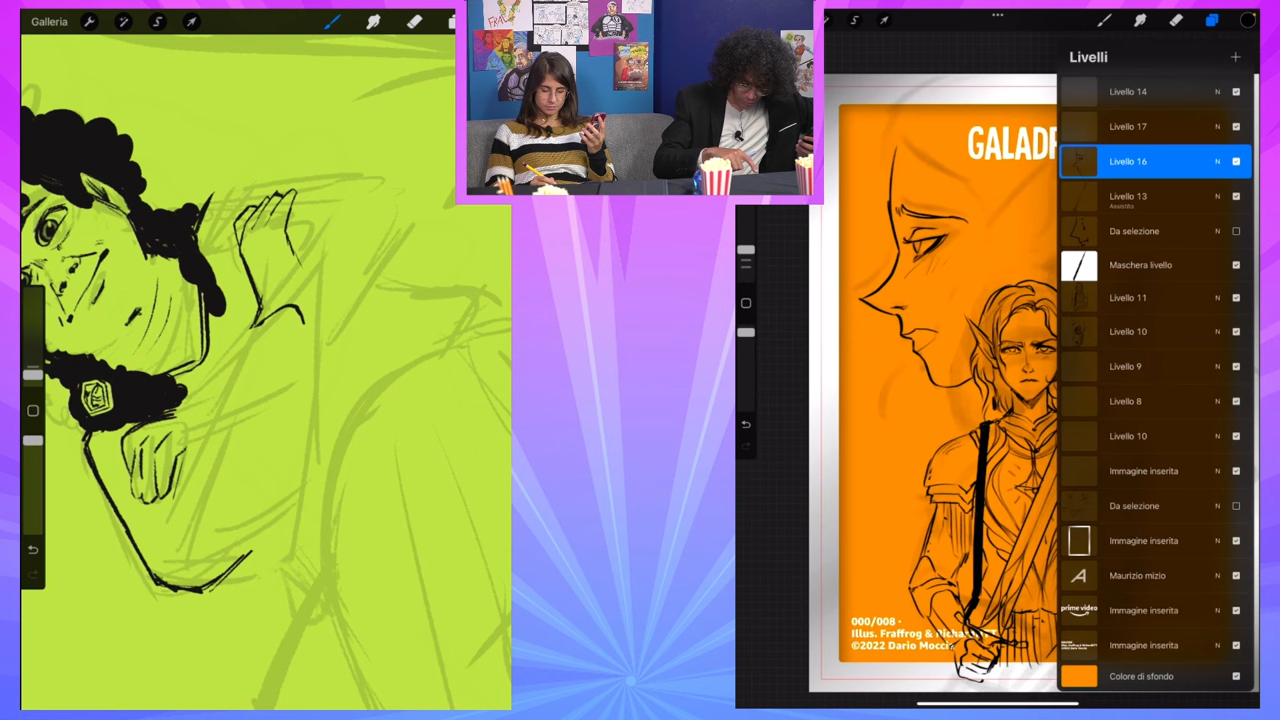 Galleria
Livelli
Livello 14 N
Livello 17 N
Livello 16 N
Livello 13 N
Assistito
Da selezione N
Maschera livello
Livello 11 N
Livello 10 N
Livello 9 N
Livello 8 N
Livello 10 N
Immagine inserita N
Da selezione N
Immagine inserita N
Maurizio mizio N
prime video
Immagine inserita N
Immagine inserita N
Colore di sfondo
GALADR
000/008 ·
Illus. Fraffrog &
©2022 Dario Moccia